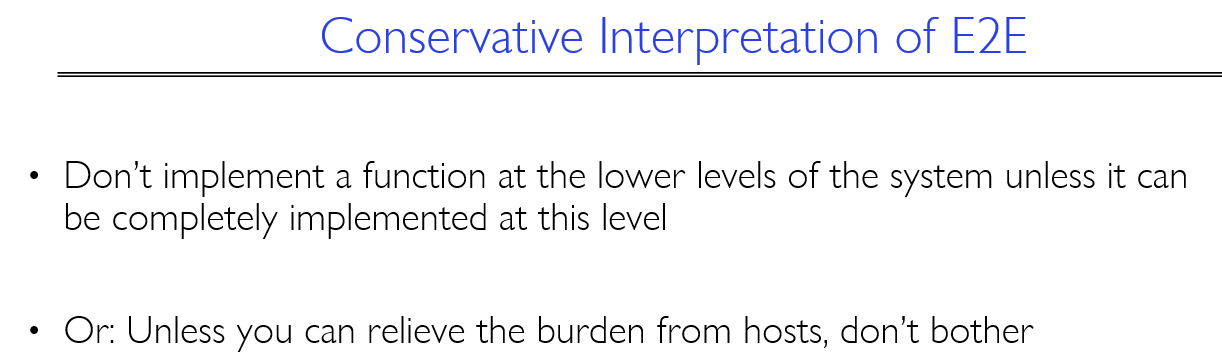 Conservative Interpretation of E2E
• Don't implement a function at the lower levels of the system unless it can
be completely implemented at this level
• Or: Unless you can relieve the burden from hosts, don't bother